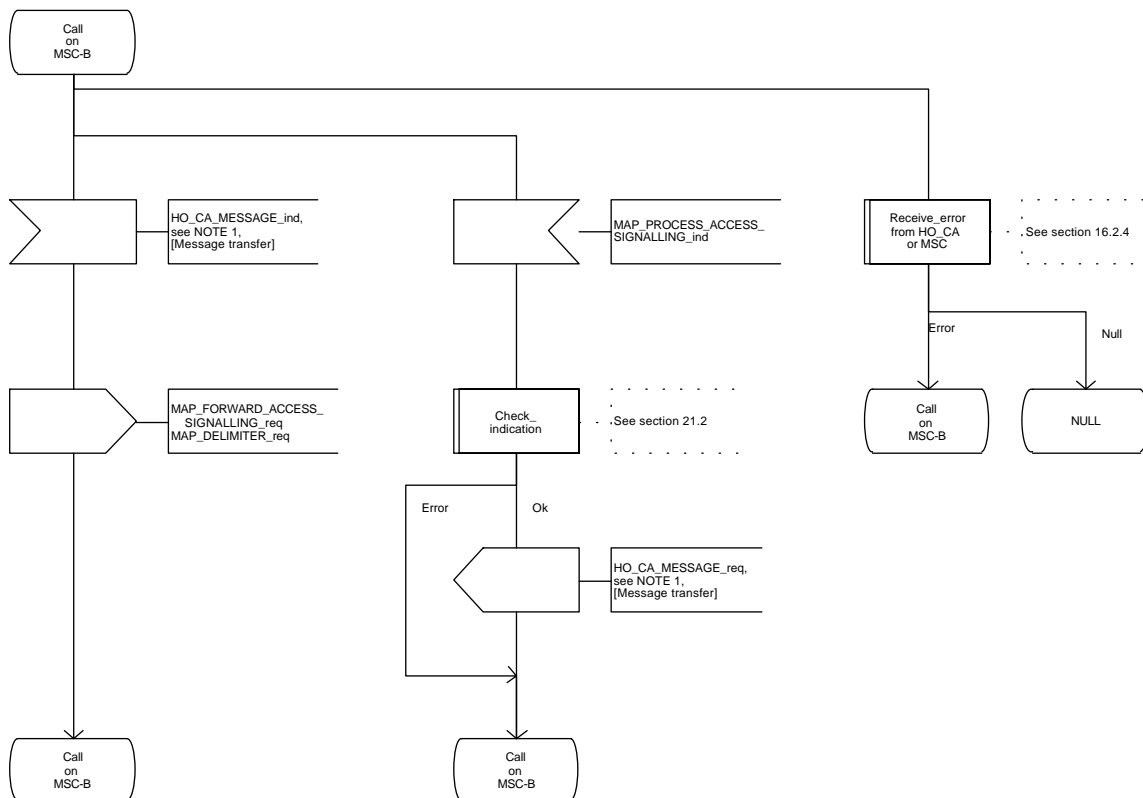 Call
on
MSC-B
HO_CA_MESSAGE_ind,
see NOTE 1,
[Message transfer]
MAP_PROCESS_ACCESS_
SIGNALLING_ind
Receive_error
from HO_CA
or MSC
See section 16.2.4
Error
Null
MAP_FORWARD_ACCESS_
SIGNALLING_req
MAP_DELIMITER_req
Check_
indication
See section 21.2
Call
on
MSC-B
NULL
Error
Ok
HO_CA_MESSAGE_req,
see NOTE 1,
[Message transfer]
Call
on
MSC-B
Call
on
MSC-B